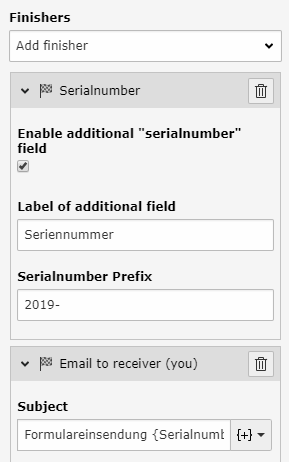 Finishers
Add finisher
Serialnumber
Enable additional "serialnumber"
field
Label of additional field
Seriennummer
Serialnumber Prefix
2019-
Email to receiver (you)
Subject
Formulareinsendung {Serialnumb
{+}